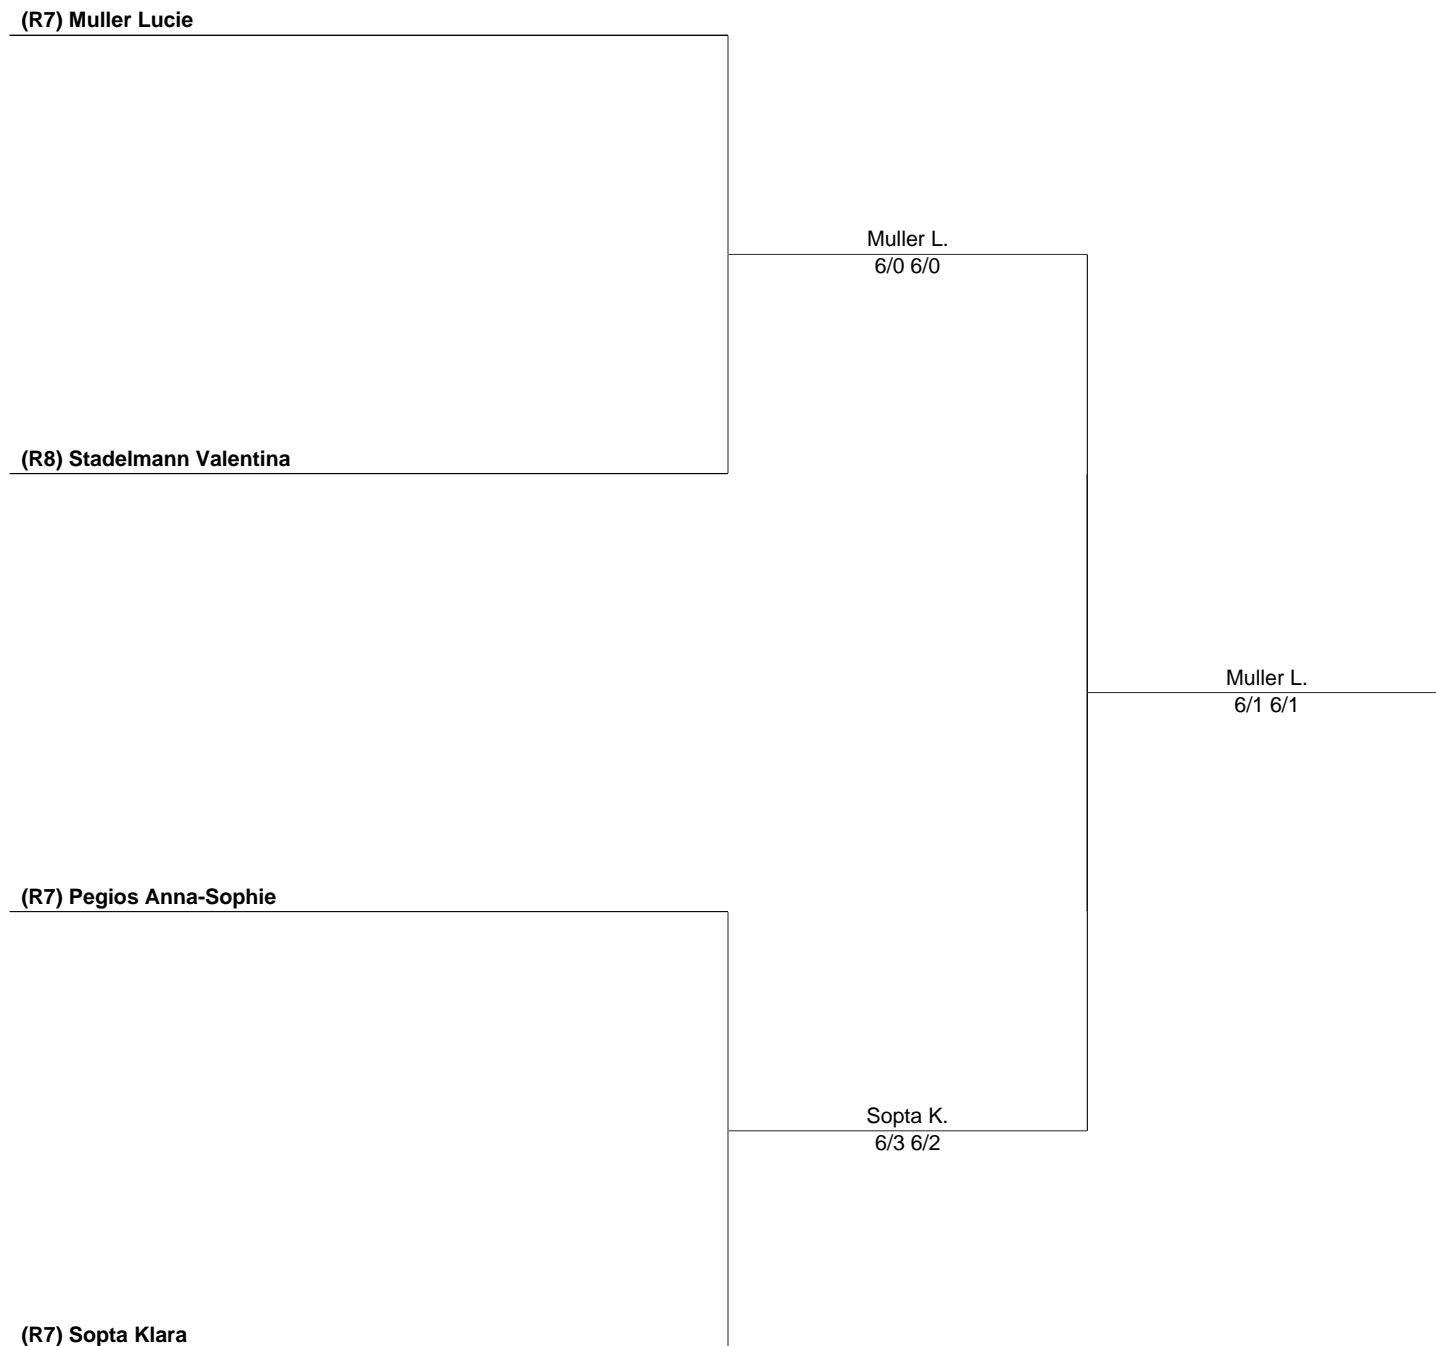 (R7) Muller Lucie
Muller L.
6/0 6/0
(R8) Stadelmann Valentina
Muller L.
6/1 6/1
(R7) Pegios Anna-Sophie
Sopta K.
6/3 6/2
(R7) Sopta Klara